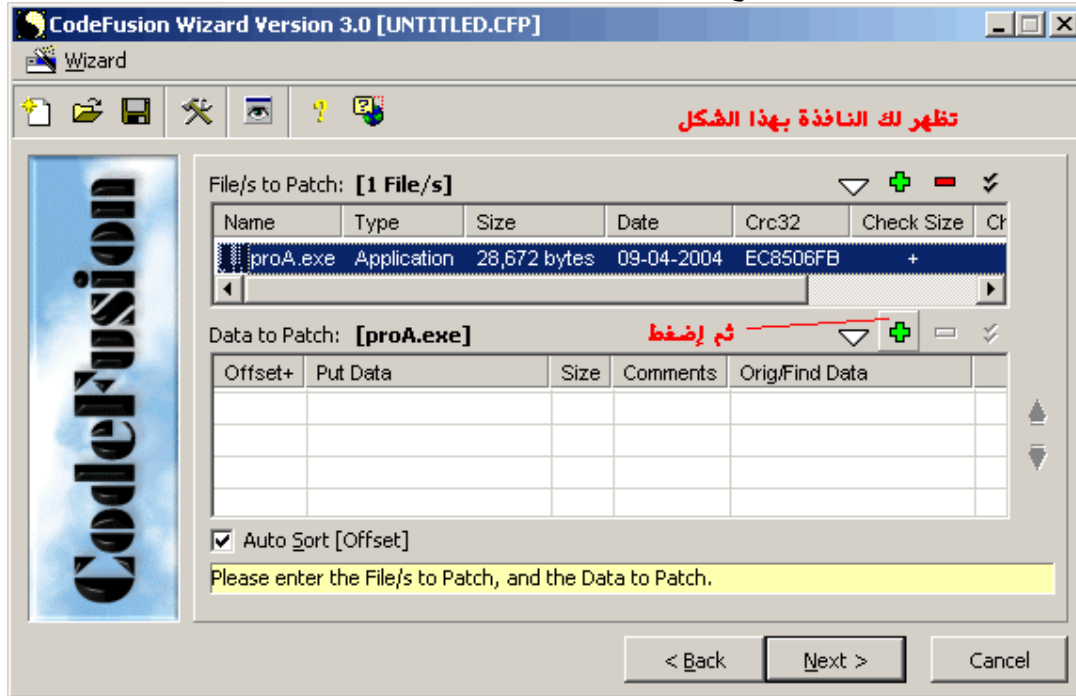 CodeFusion Wizard Version 3.0 [UNTITLED.CFP]
Wizard
تظهر لك النافذة بهذا الشكل
CodeFusion
File/s to Patch: [1 File/s]
Name Type Size Date Crc32 Check Size Ch
proA.exe Application 28,672 bytes 09-04-2004 EC8506FB +
Data to Patch: [proA.exe]
ثم إضغط
Offset+ Put Data Size Comments Orig/Find Data
Auto Sort [Offset]
Please enter the File/s to Patch, and the Data to Patch.
< Back Next > Cancel